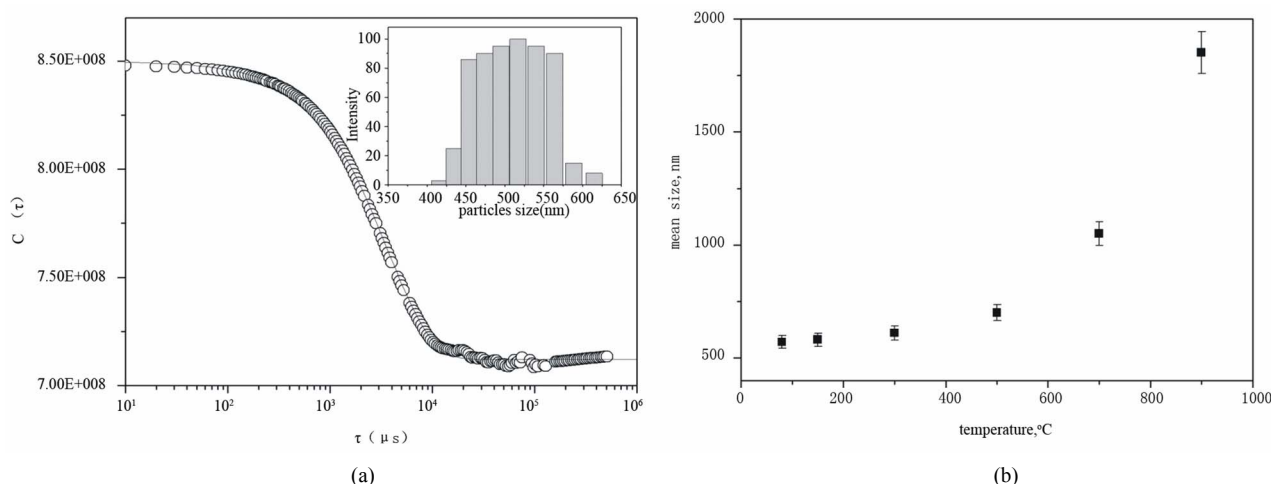 8.50E+008
8.00E+008
7.50E+008
7.00E+008
C (τ)
10¹ 10² 10³ 10⁴ 10⁵ 10⁶
τ ( μs )
100
80
60
40
20
0
Intensity
350 400 450 500 550 600 650
particles size(nm)
(a)
2000
1500
1000
500
mean size,nm
0 200 400 600 800 1000
temperature,ºC
(b)